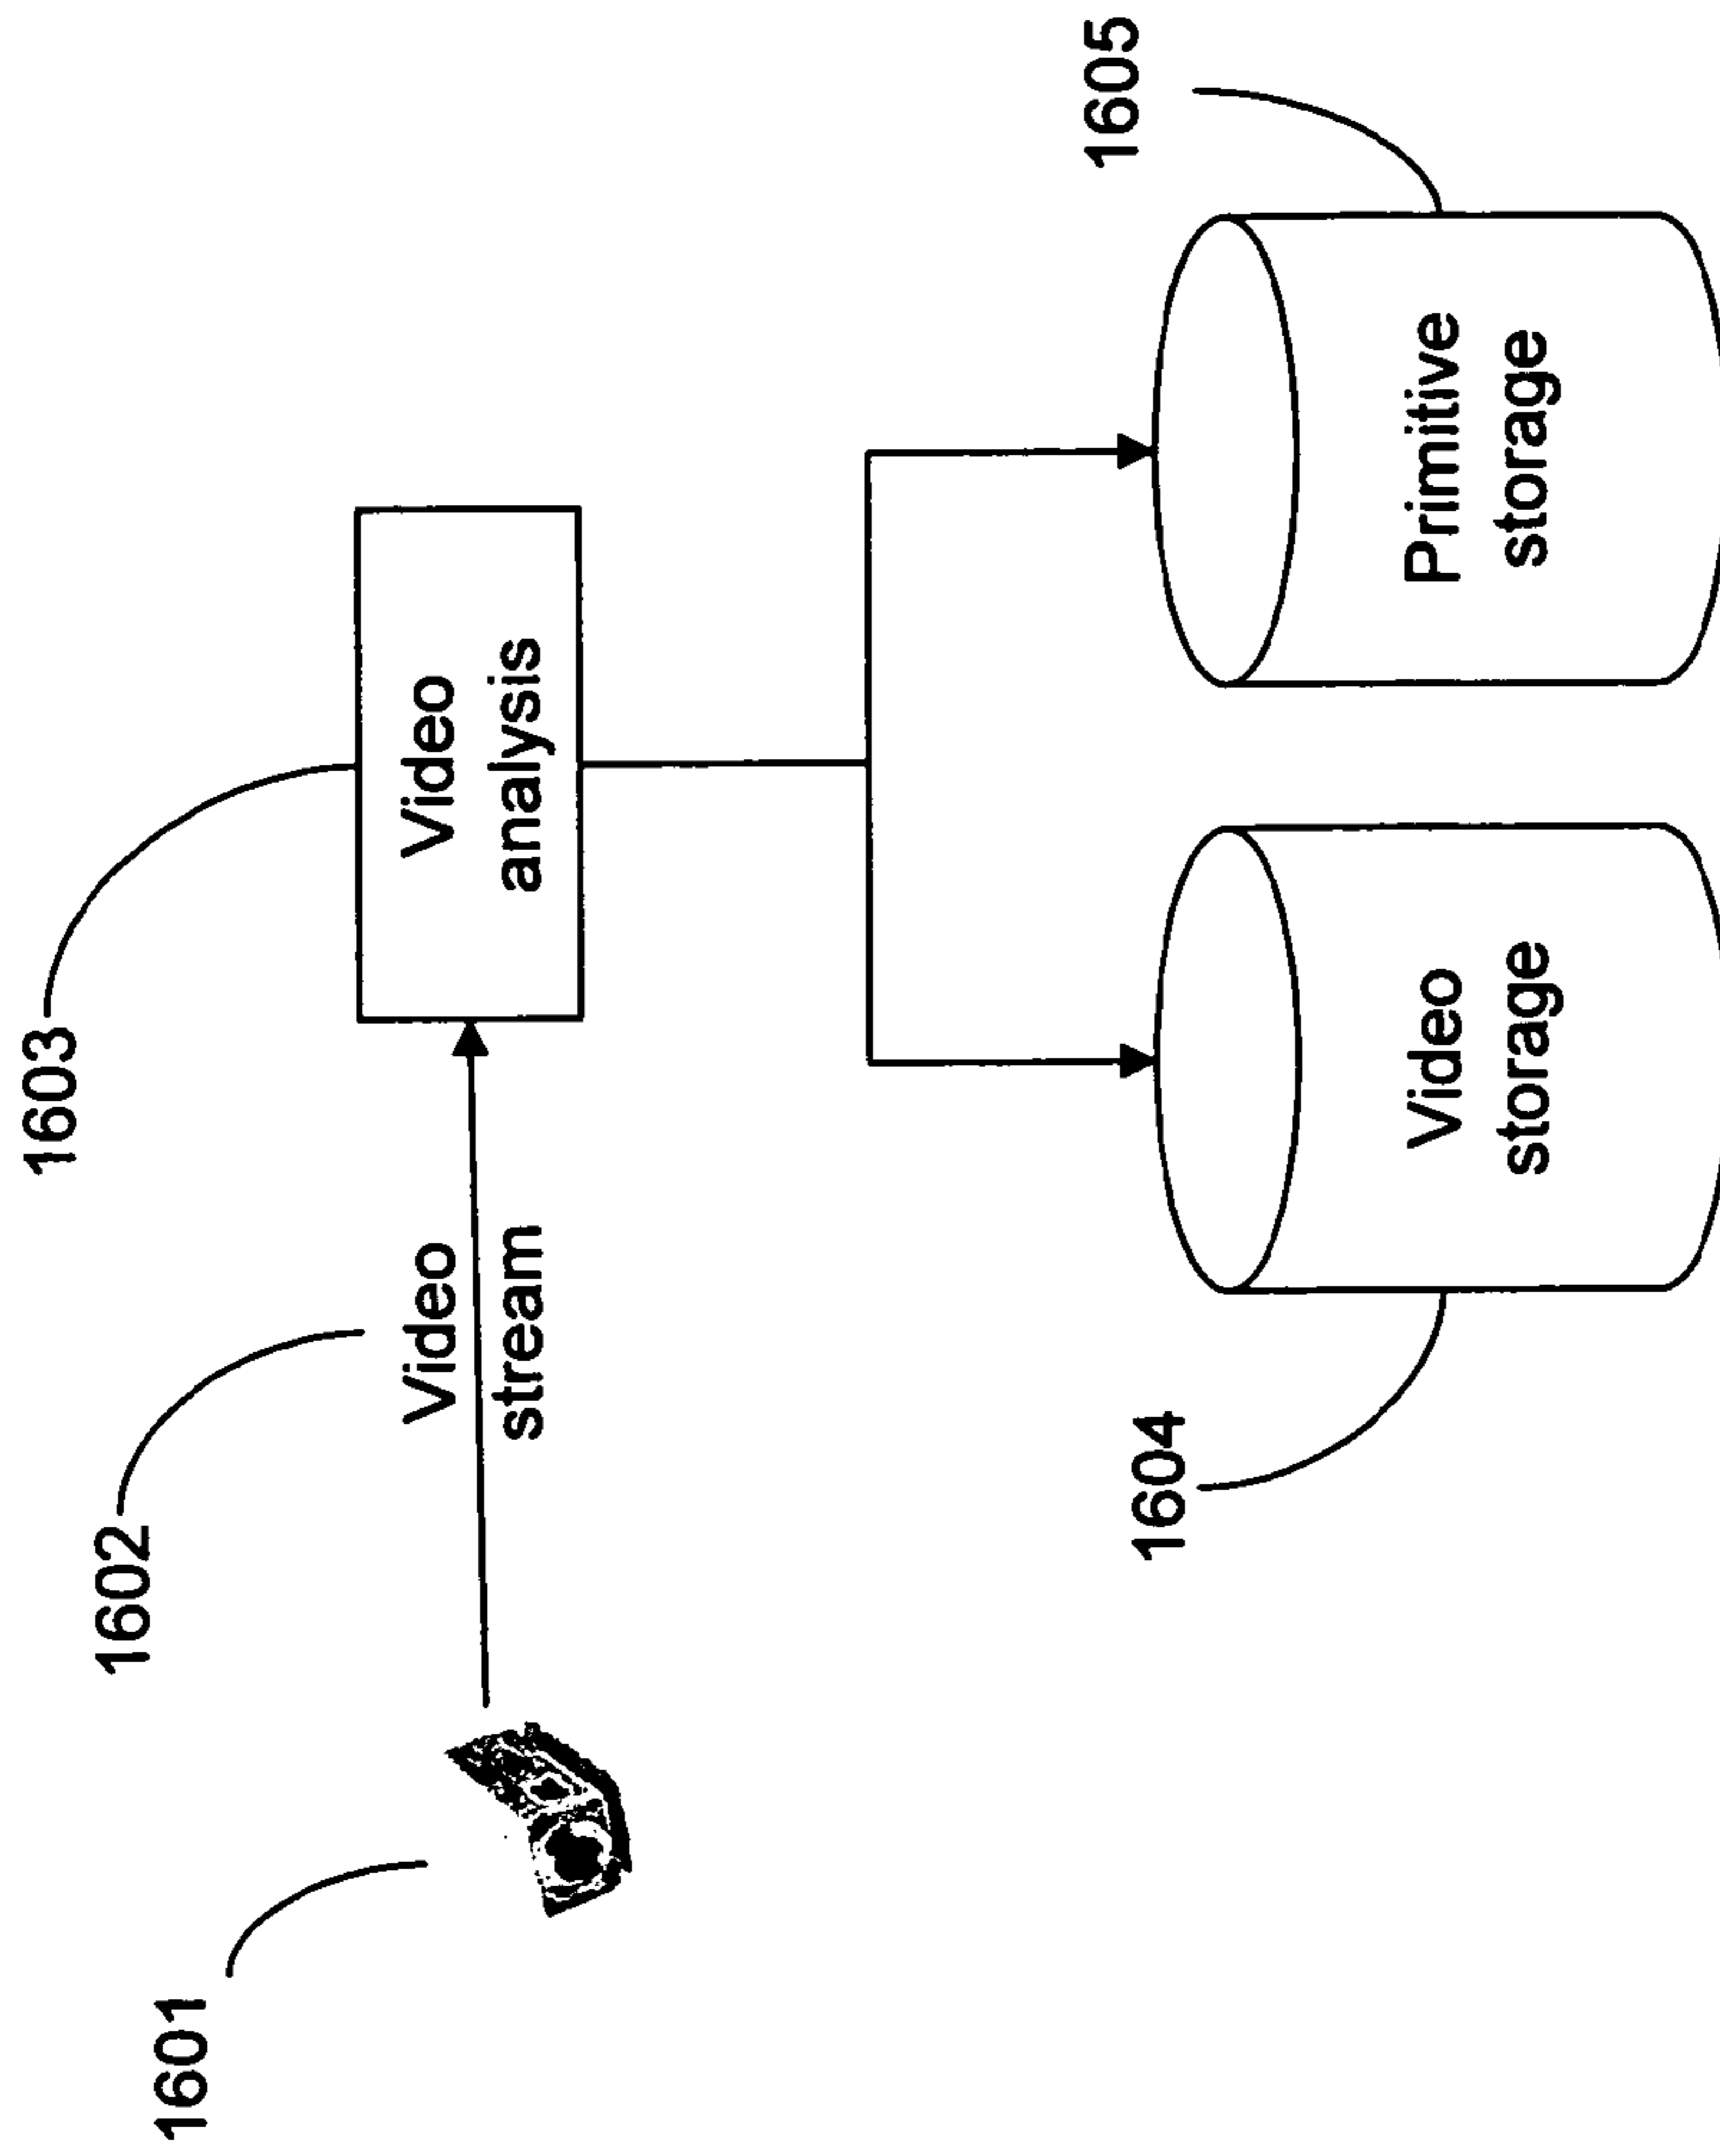 1603
1602
1601
Video
stream
Video
analysis
1605
1604
Video
storage
Primitive
storage